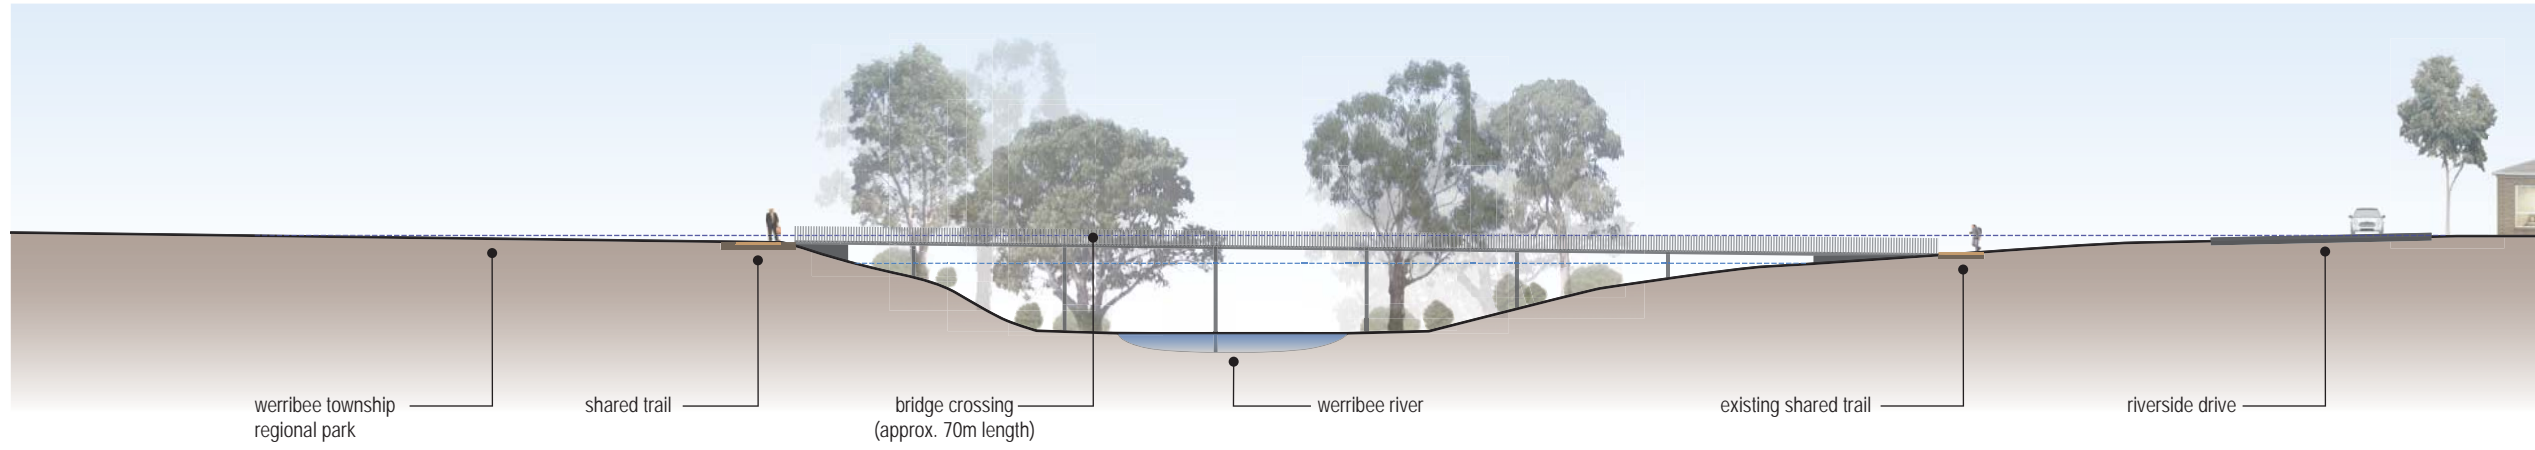 werribee township
regional park
shared trail
bridge crossing
(approx. 70m length)
werribee river
existing shared trail
riverside drive